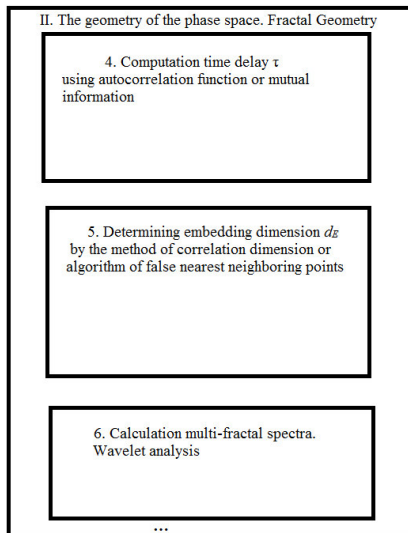 II. The geometry of the phase space. Fractal Geometry
4. Computation time delay τ
using autocorrelation function or mutual
information
5. Determining embedding dimension dE
by the method of correlation dimension or
algorithm of false nearest neighboring points
6. Calculation multi-fractal spectra.
Wavelet analysis
...